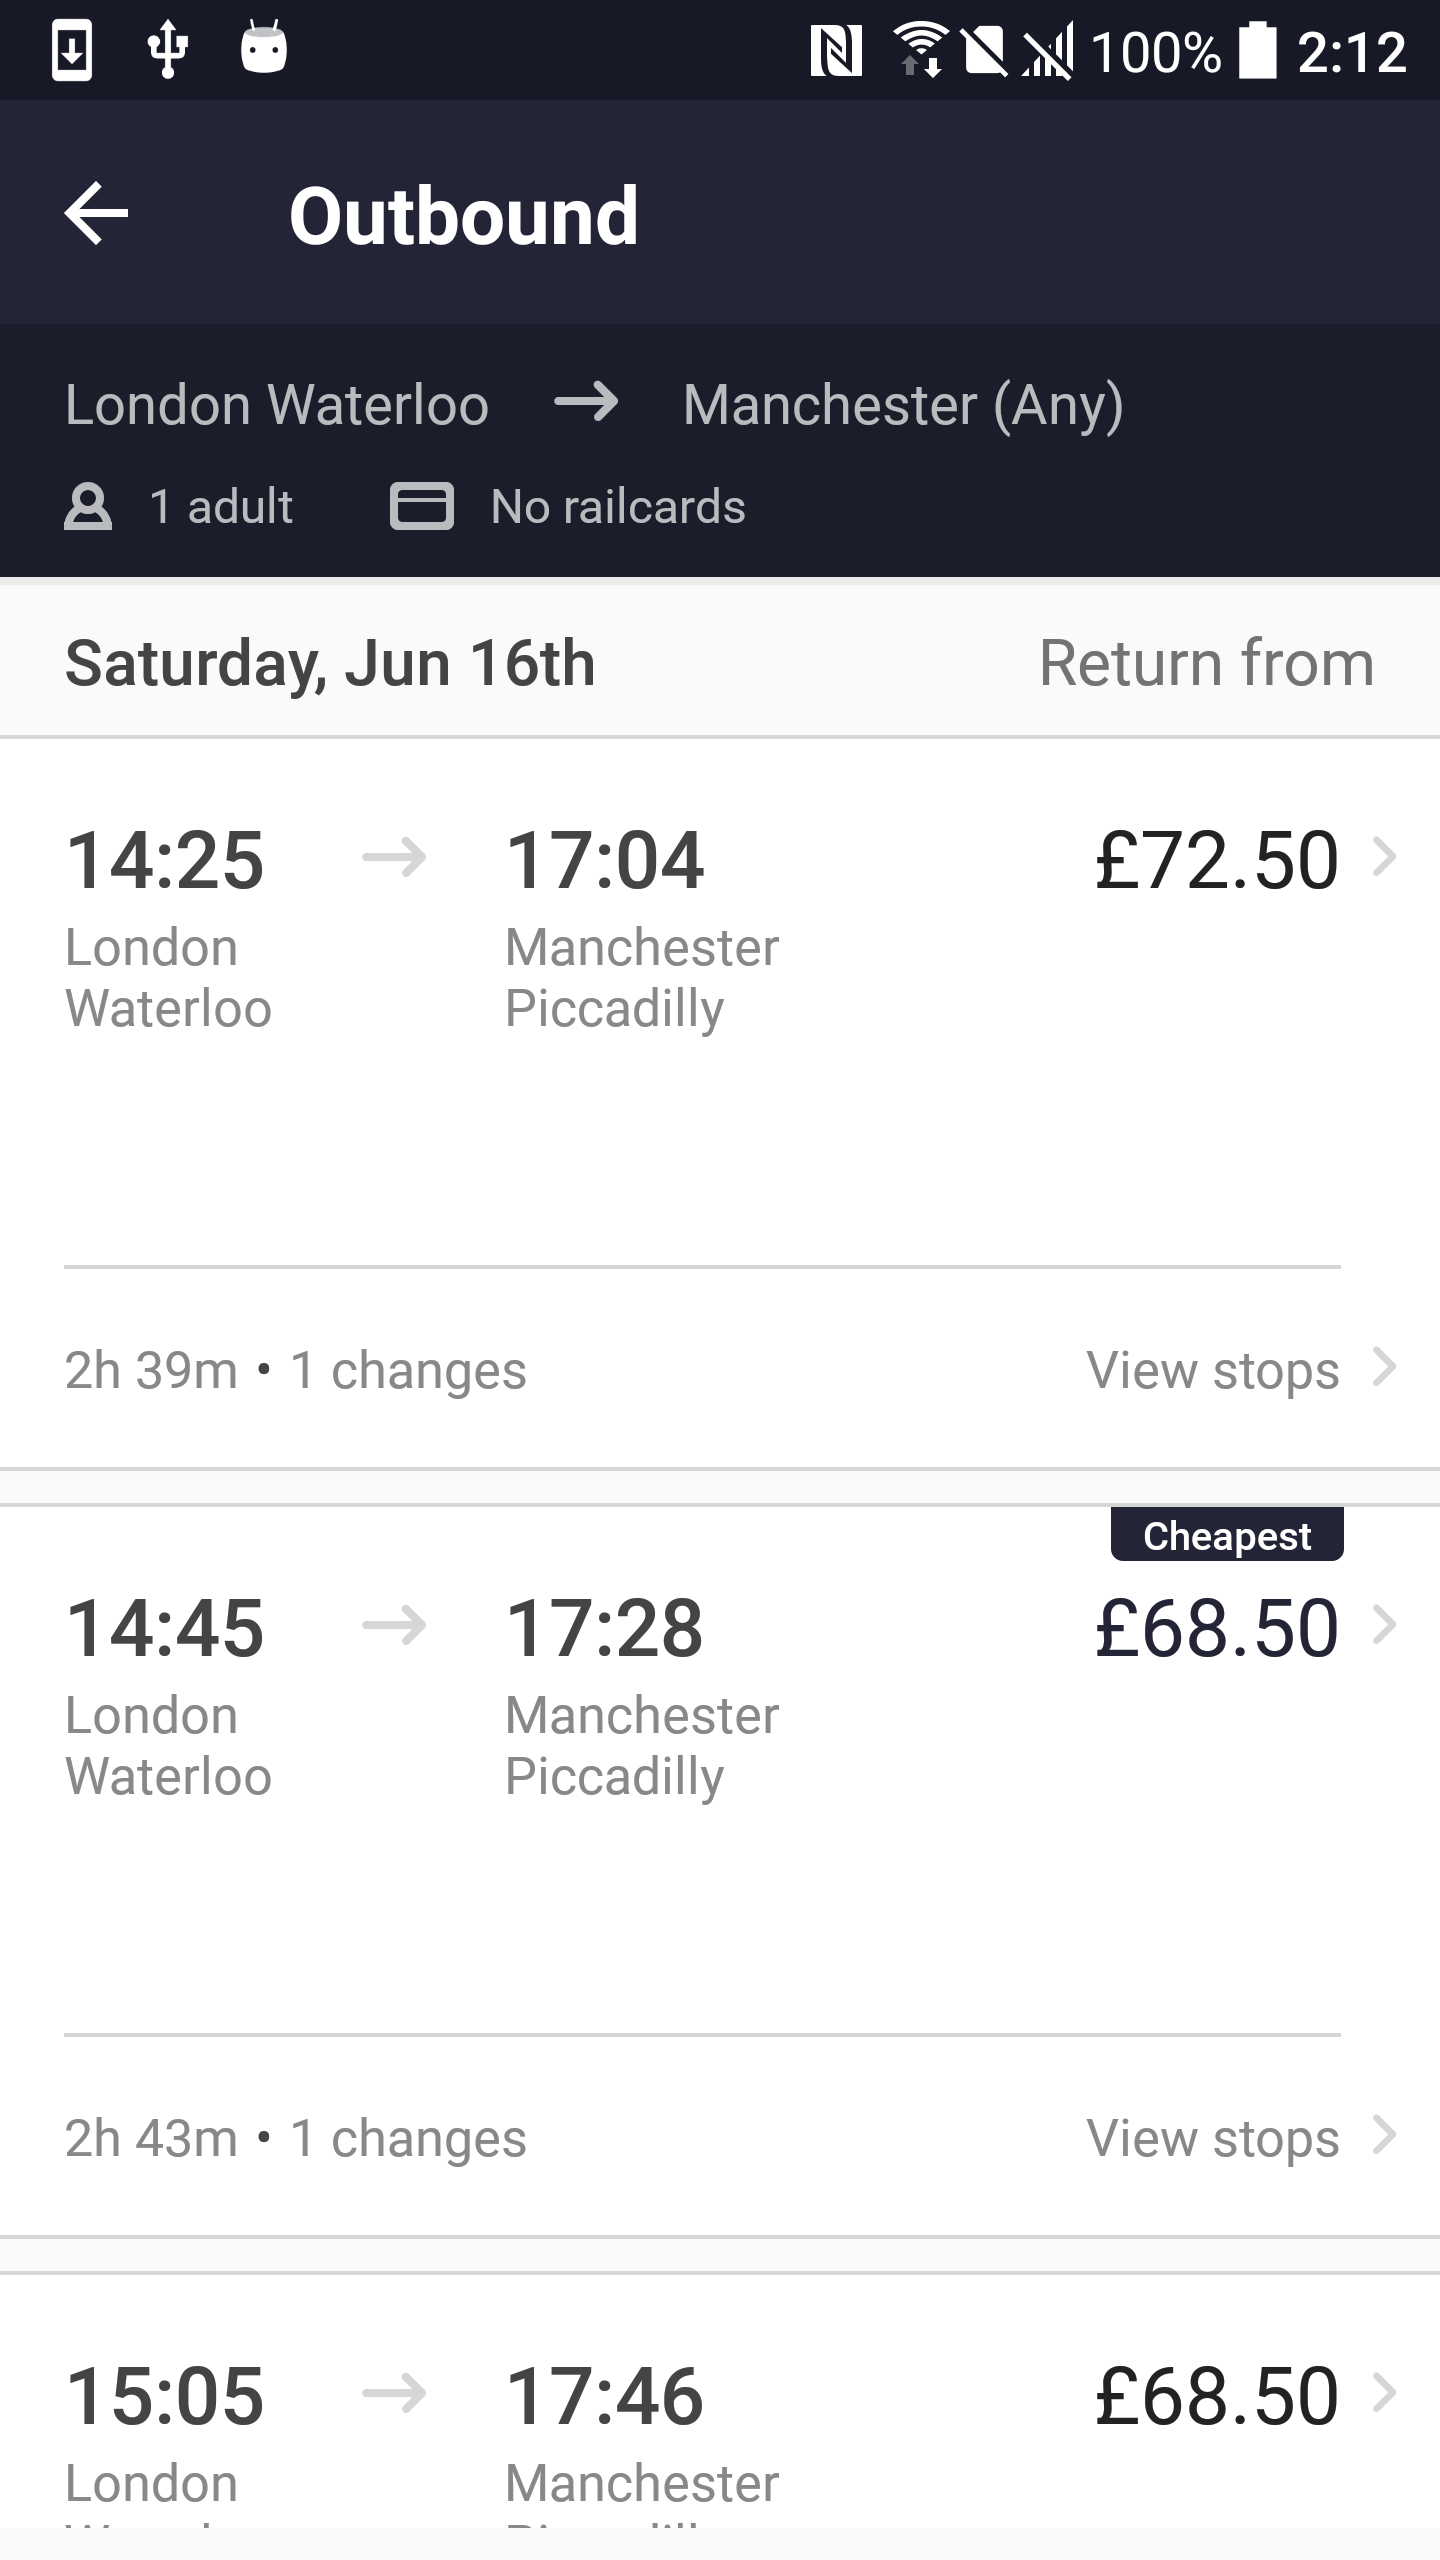 100% 2:12
Outbound
London Waterloo Manchester (Any)
1 adult No railcards
Saturday, Jun 16th Return from
14:25 17:04 £72.50
London Manchester
Waterloo Piccadilly
2h 39m • 1 changes View stops
Cheapest
14:45 17:28 £68.50
London Manchester
Waterloo Piccadilly
2h 43m • 1 changes View stops
15:05 17:46 £68.50
London Manchester